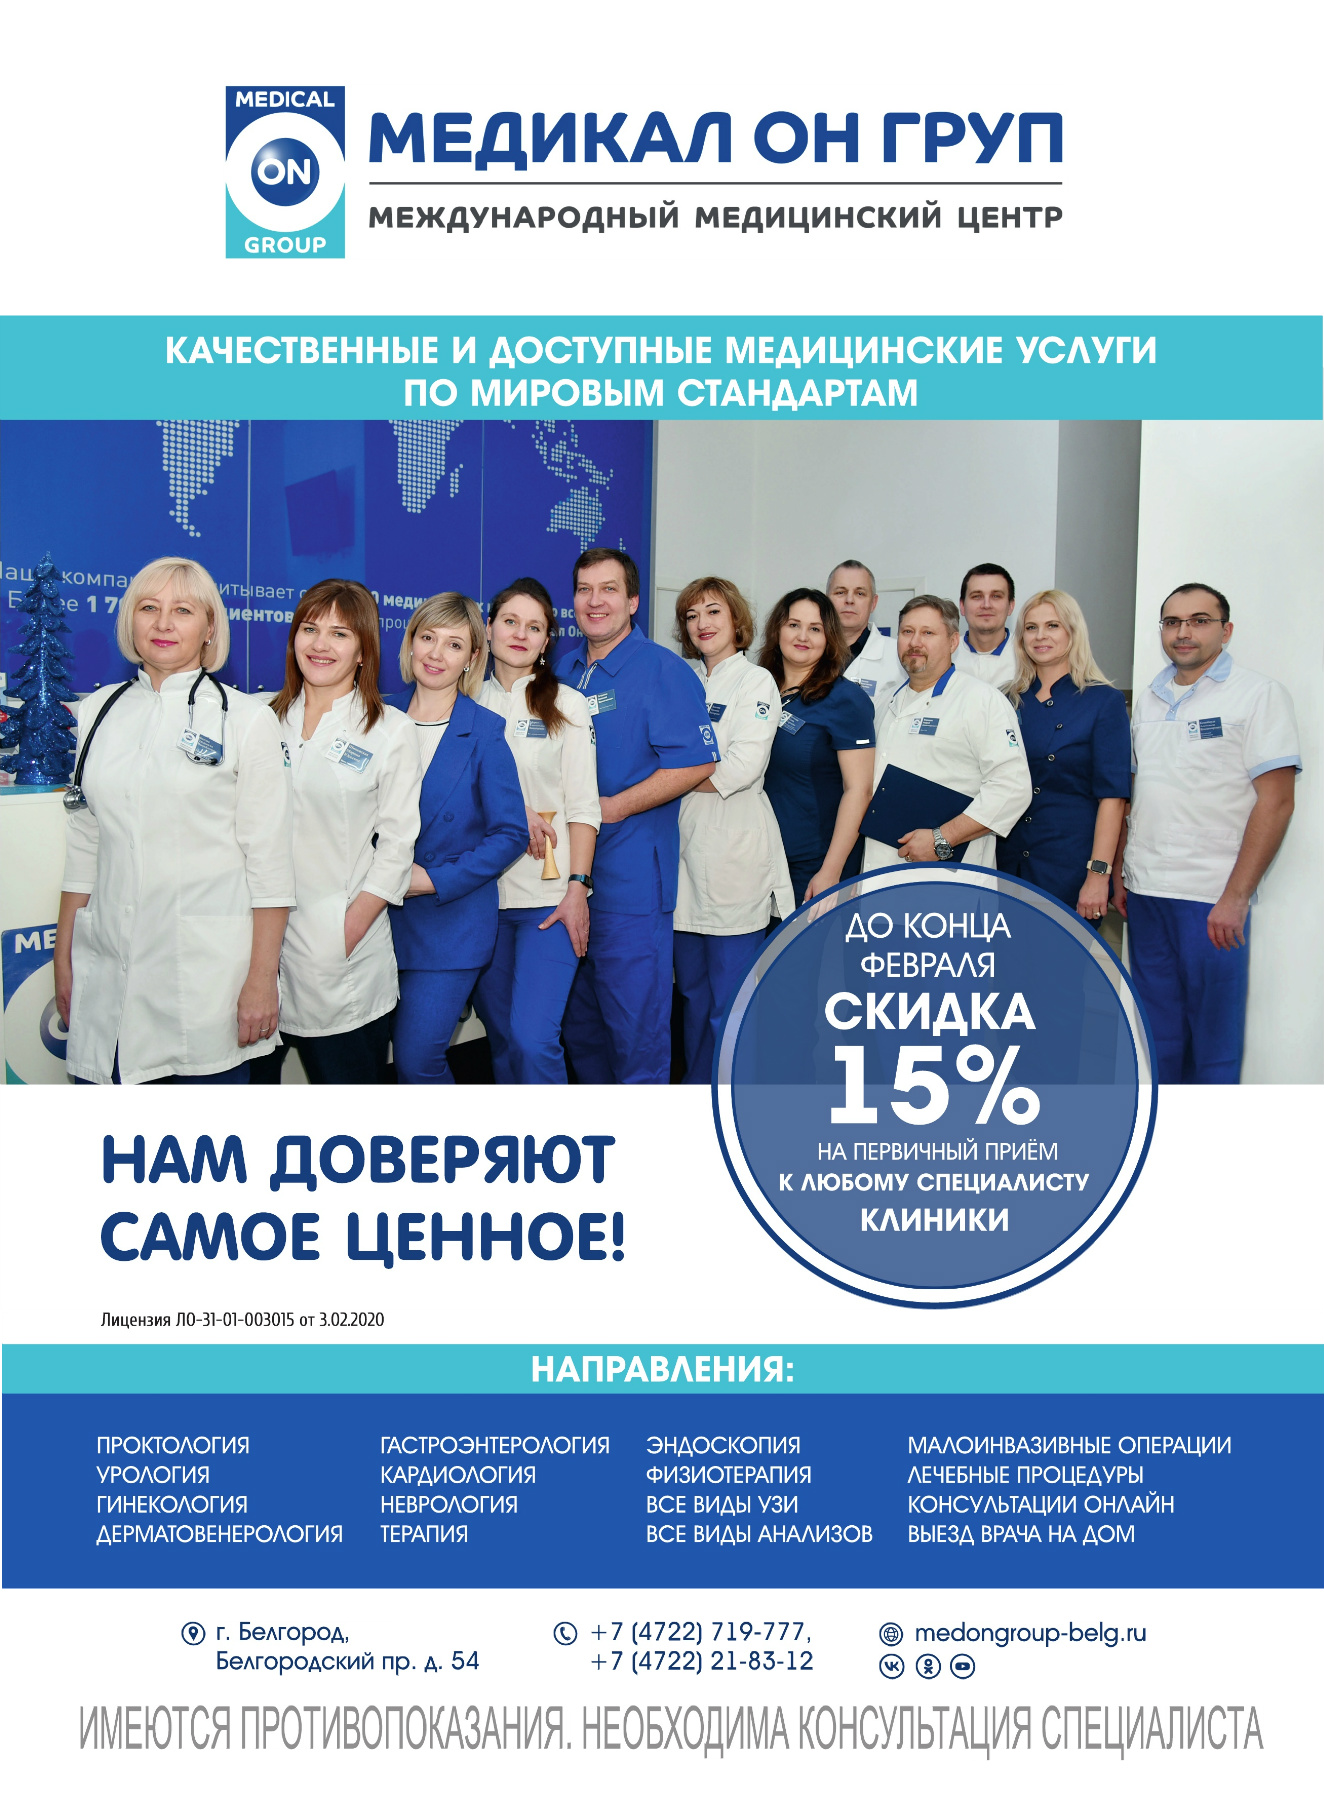 MEDICAL
ON
GROUP
МЕДИКАЛ ОН ГРУП
МЕЖДУНАРОДНЫЙ МЕДИЦИНСКИЙ ЦЕНТР
КАЧЕСТВЕННЫЕ И ДОСТУПНЫЕ МЕДИЦИНСКИЕ УСЛУГИ
ПО МИРОВЫМ СТАНДАРТАМ
ДО КОНЦА
ФЕВРАЛЯ
СКИДКА
15%
НА ПЕРВИЧНЫЙ ПРИЁМ
К ЛЮБОМУ СПЕЦИАЛИСТУ
КЛИНИКИ
НАМ ДОВЕРЯЮТ
САМОЕ ЦЕННОЕ!
Лицензия ЛО-31-01-003015 от 3.02.2020
НАПРАВЛЕНИЯ:
ПРОКТОЛОГИЯ
УРОЛОГИЯ
ГИНЕКОЛОГИЯ
ДЕРМАТОВЕНЕРОЛОГИЯ
ГАСТРОЭНТЕРОЛОГИЯ
КАРДИОЛОГИЯ
НЕВРОЛОГИЯ
ТЕРАПИЯ
ЭНДОСКОПИЯ
ФИЗИОТЕРАПИЯ
ВСЕ ВИДЫ УЗИ
ВСЕ ВИДЫ АНАЛИЗОВ
МАЛОИНВАЗИВНЫЕ ОПЕРАЦИИ
ЛЕЧЕБНЫЕ ПРОЦЕДУРЫ
КОНСУЛЬТАЦИИ ОНЛАЙН
ВЫЕЗД ВРАЧА НА ДОМ
г. Белгород,
Белгородский пр. д. 54
+7 (4722) 719-777,
+7 (4722) 21-83-12
medongroup-belg.ru
ИМЕЮТСЯ ПРОТИВОПОКАЗАНИЯ. НЕОБХОДИМА КОНСУЛЬТАЦИЯ СПЕЦИАЛИСТА